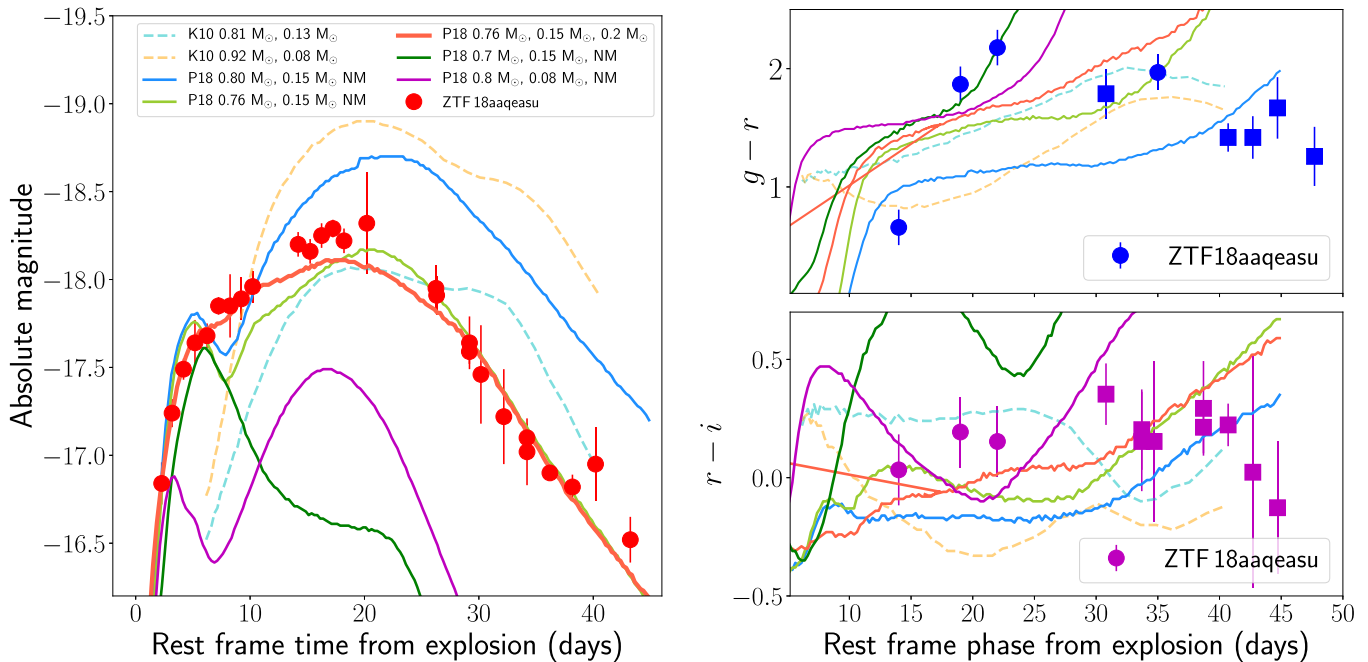 −19.5
−19.0
−18.5
−18.0
−17.5
−17.0
−16.5
Absolute magnitude
K10 0.81 M⊙, 0.13 M⊙
K10 0.92 M⊙, 0.08 M⊙
P18 0.80 M⊙, 0.15 M⊙ NM
P18 0.76 M⊙, 0.15 M⊙ NM
P18 0.76 M⊙, 0.15 M⊙, 0.2 M⊙
P18 0.7 M⊙, 0.15 M⊙, NM
P18 0.8 M⊙, 0.08 M⊙, NM
ZTF18aaqeasu
0 10 20 30 40
Rest frame time from explosion (days)
2
1
g − r
ZTF18aaqeasu
0.5
0.0
−0.5
r − i
ZTF18aaqeasu
10 15 20 25 30 35 40 45 50
Rest frame phase from explosion (days)